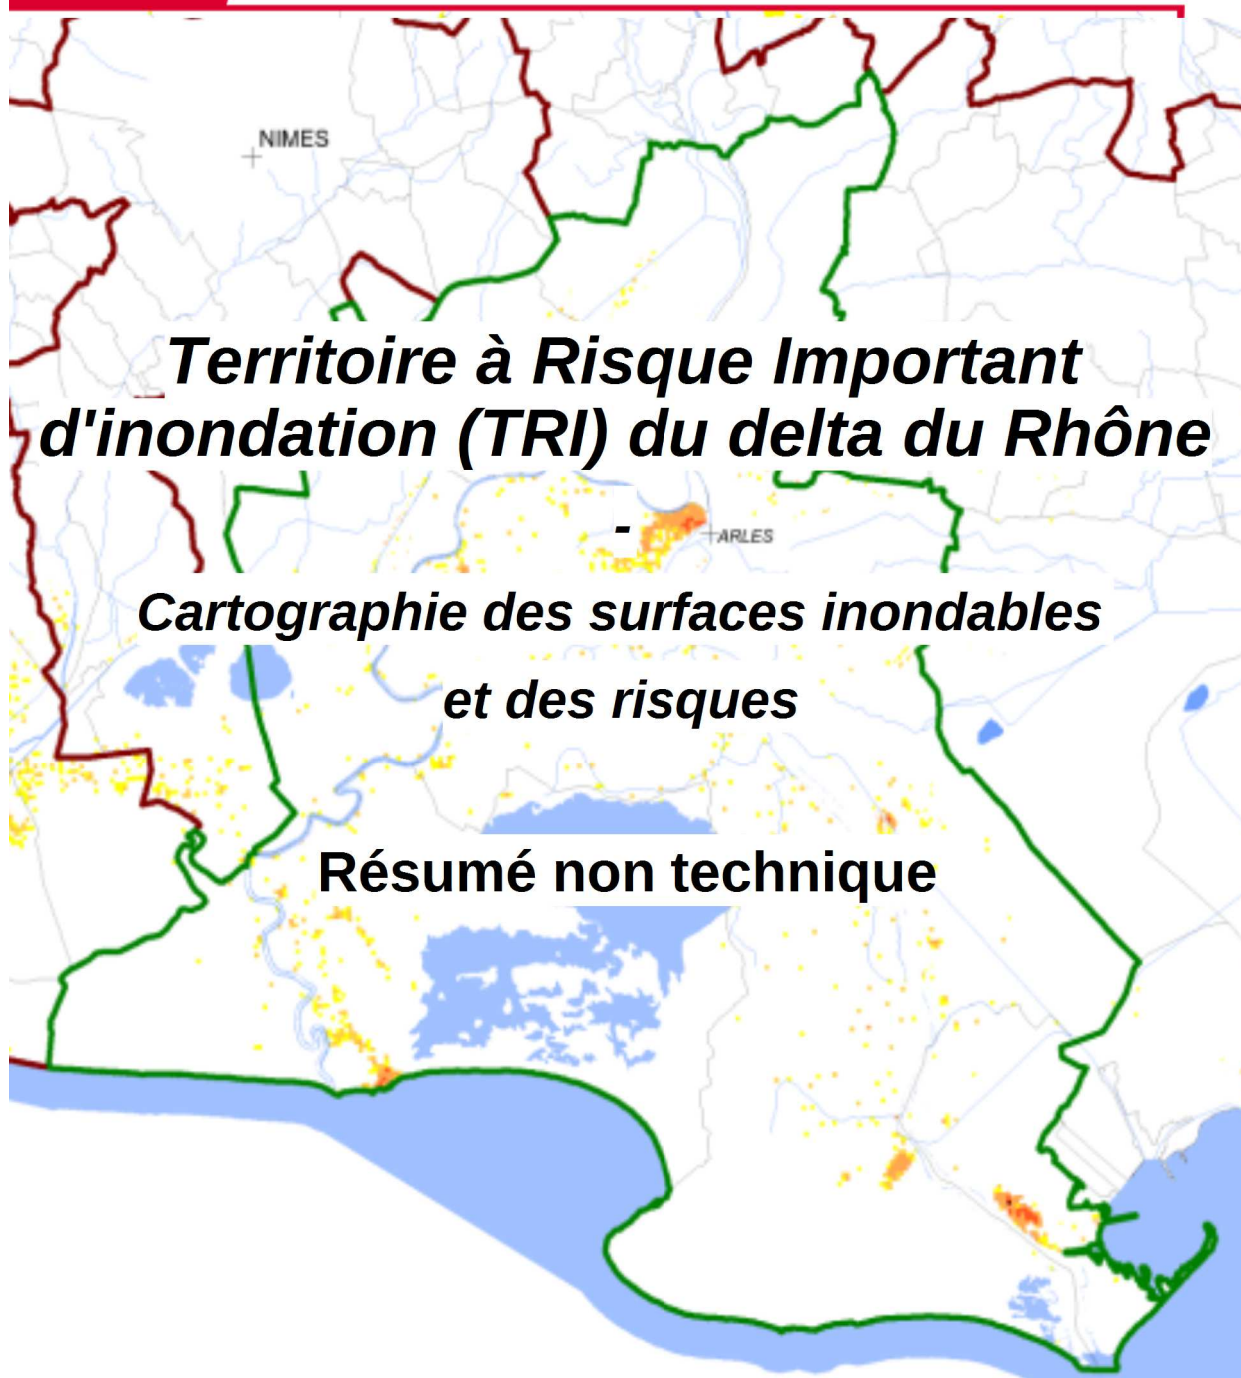 NIMES
Territoire à Risque Important
d'inondation (TRI) du delta du Rhône
-
ARLES
Cartographie des surfaces inondables
et des risques
Résumé non technique